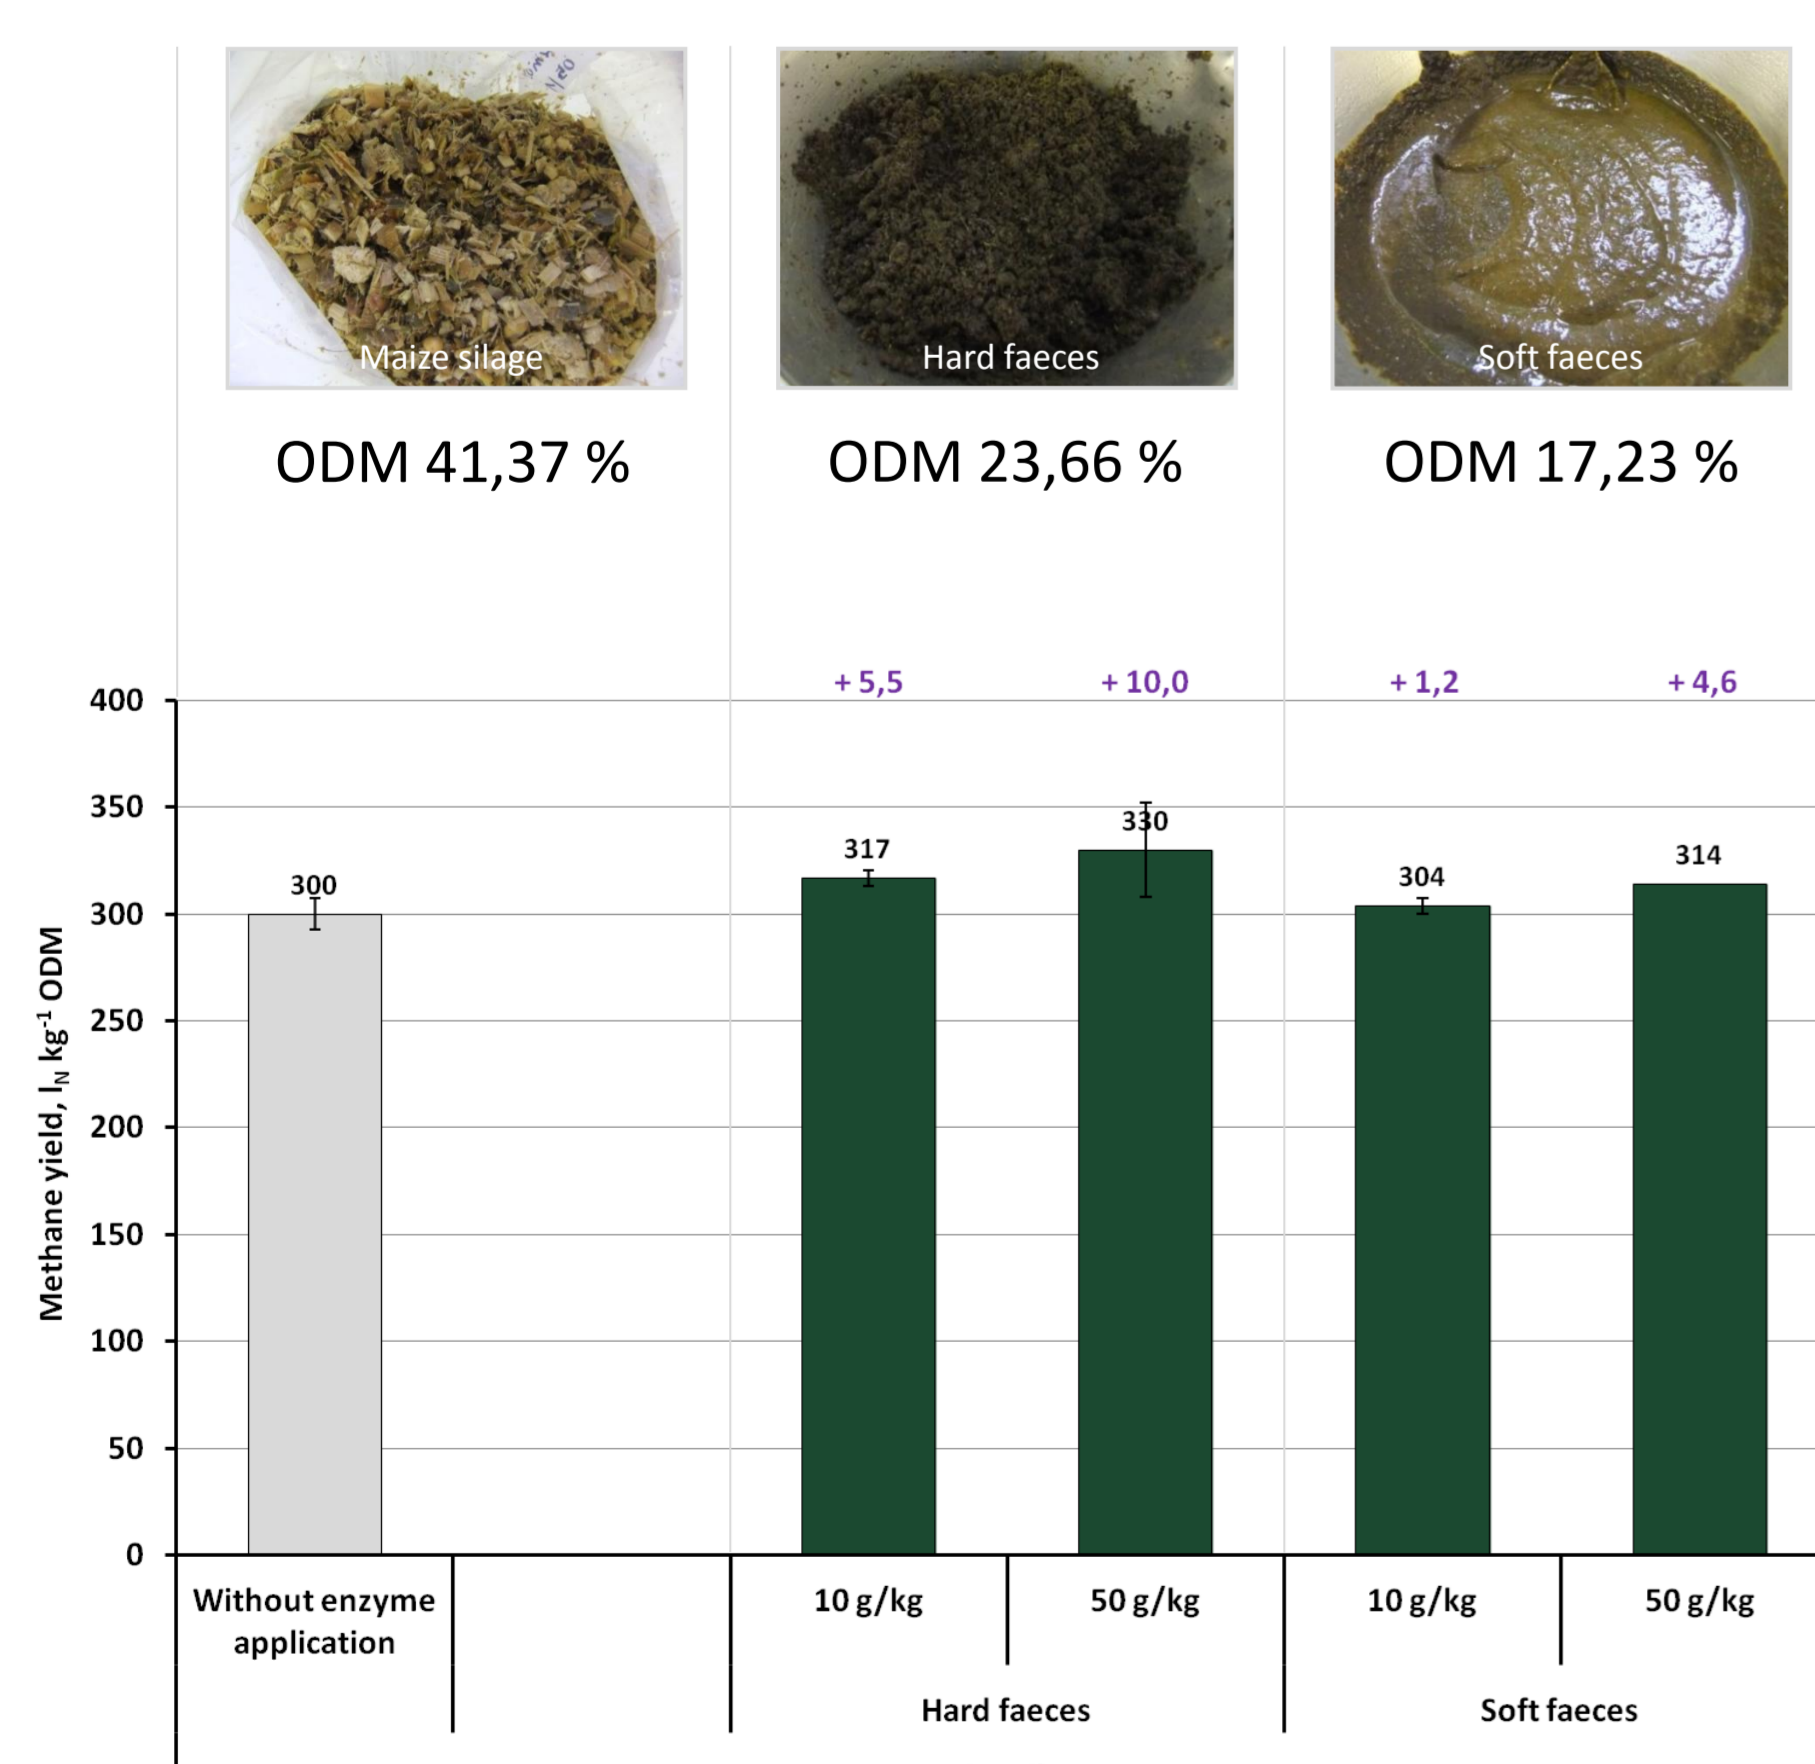 Maize silage
Hard faeces
Soft faeces
ODM 41,37 %
ODM 23,66 %
ODM 17,23 %
+ 5,5
+ 10,0
+ 1,2
+ 4,6
400
350
300
250
200
150
100
50
0
Methane yield, l_N kg⁻¹ ODM
300
317
330
304
314
Without enzyme
application
10 g/kg
50 g/kg
10 g/kg
50 g/kg
Hard faeces
Soft faeces